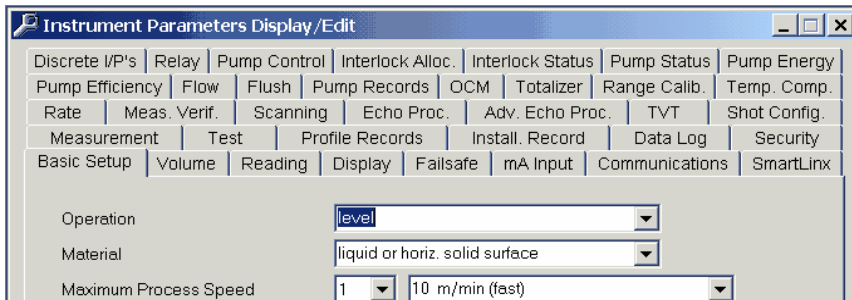 Instrument Parameters Display/Edit
Discrete I/P's Relay Pump Control Interlock Alloc. Interlock Status Pump Status Pump Energy
Pump Efficiency Flow Flush Pump Records OCM Totalizer Range Calib. Temp. Comp.
Rate Meas. Verif. Scanning Echo Proc. Adv. Echo Proc. TVT Shot Config.
Measurement Test Profile Records Install. Record Data Log Security
Basic Setup Volume Reading Display Failsafe mA Input Communications SmartLinx
Operation level
Material liquid or horiz. solid surface
Maximum Process Speed 1 10 m/min (fast)